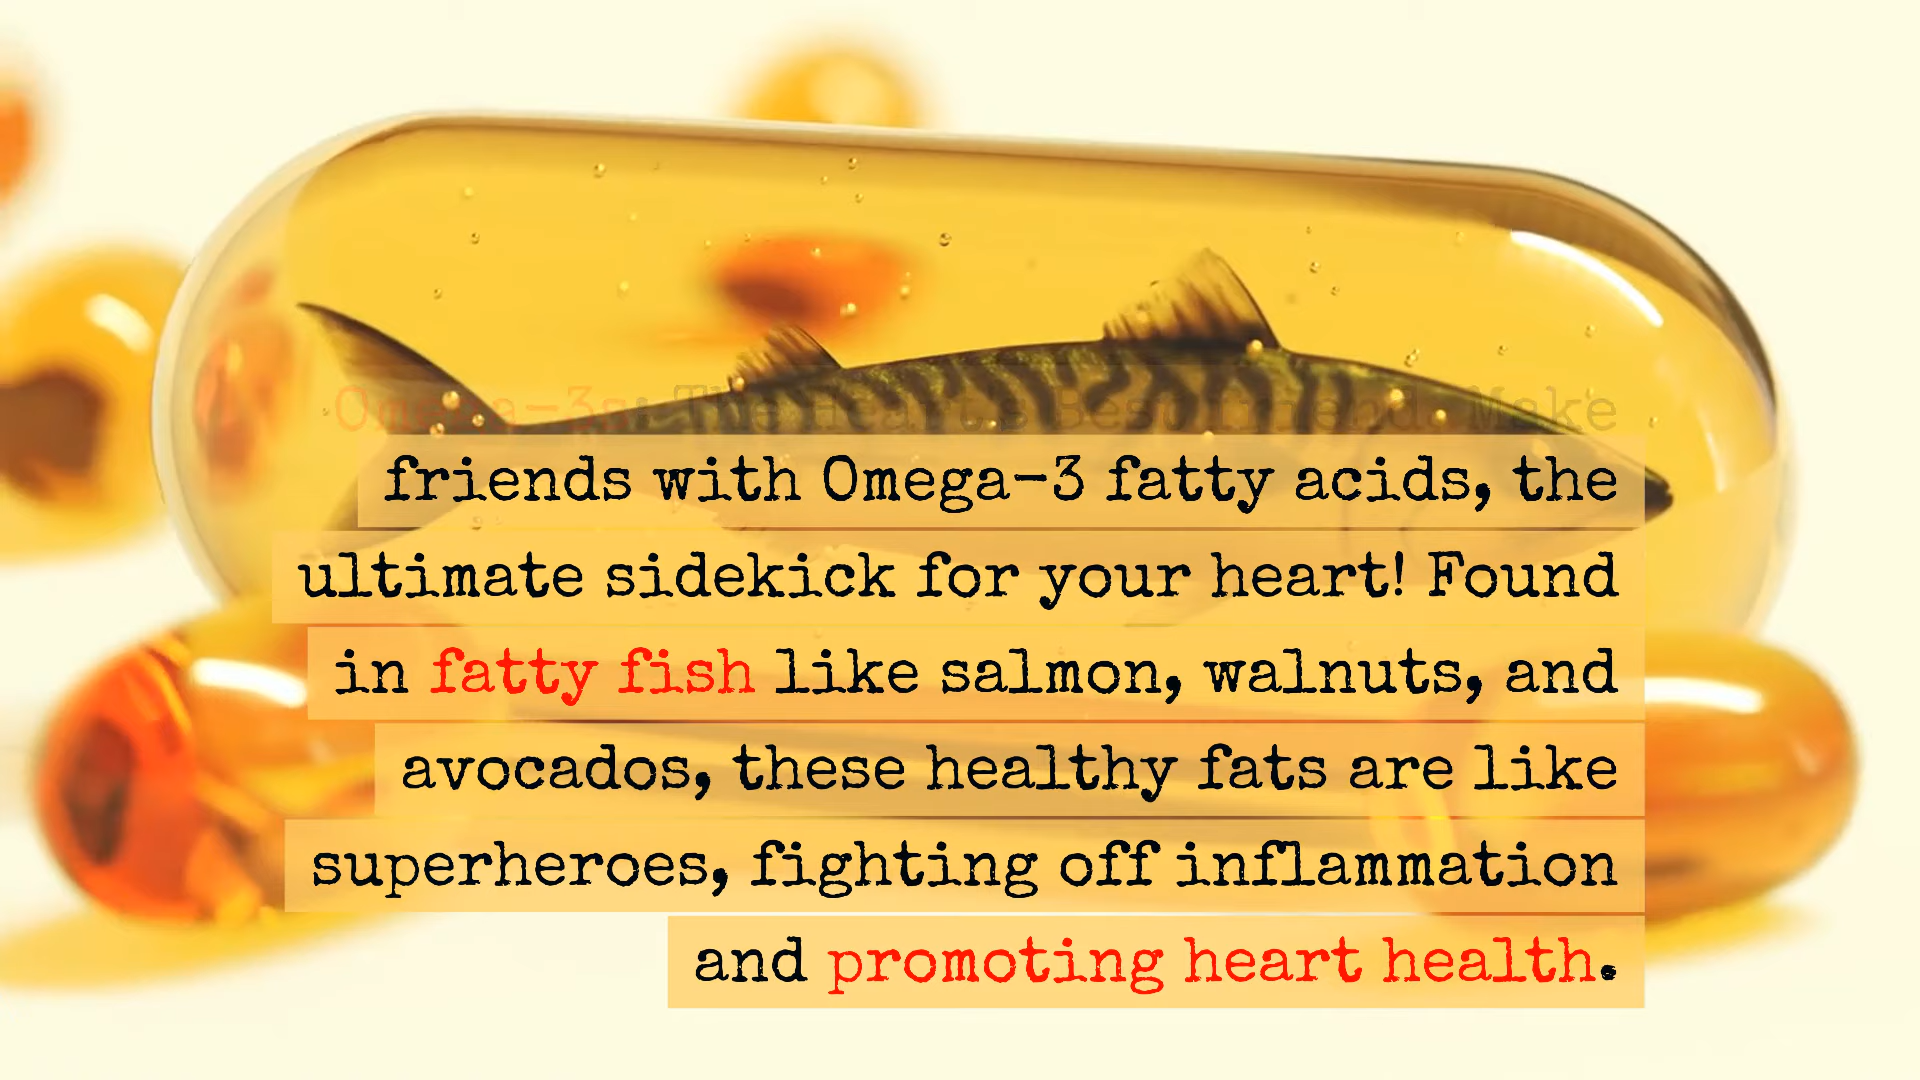 Omega-3s: The Heart's Best friend. Make
friends with Omega-3 fatty acids, the
ultimate sidekick for your heart! Found
in fatty fish like salmon, walnuts, and
avocados, these healthy fats are like
superheroes, fighting off inflammation
and promoting heart health.